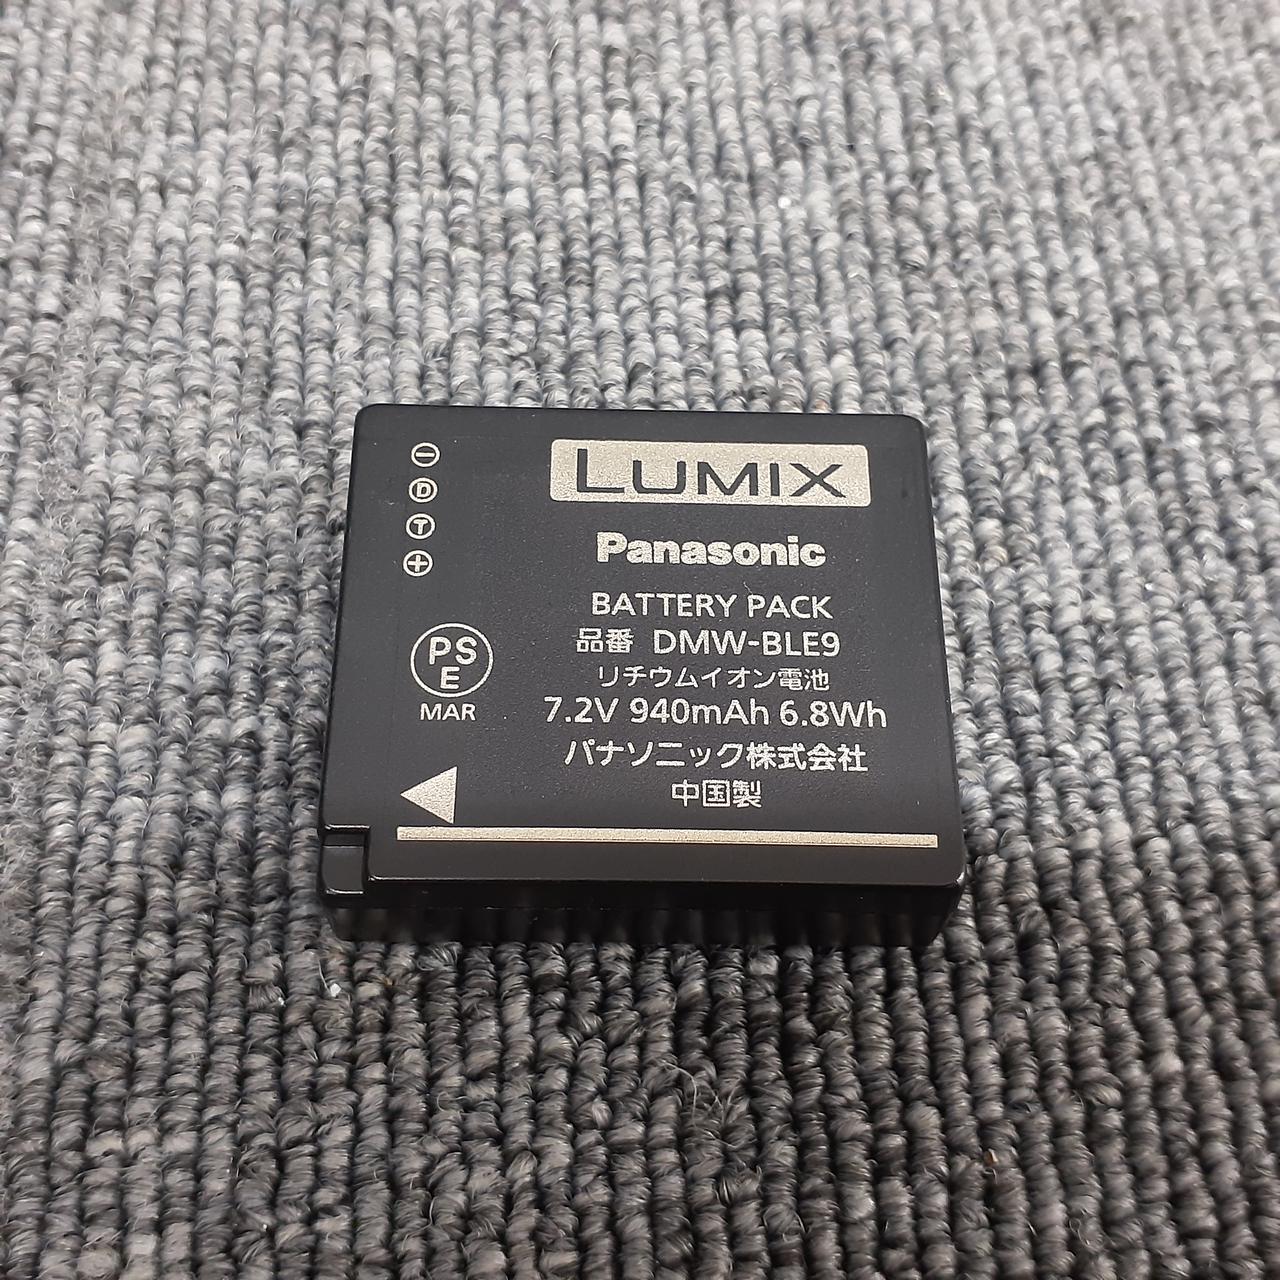 LUMIX
Panasonic
BATTERY PACK
品番 DMW-BLE9
リチウムイオン電池
7.2V 940mAh 6.8Wh
パナソニック株式会社
中国製
−
D
T
+
PS
E
MAR